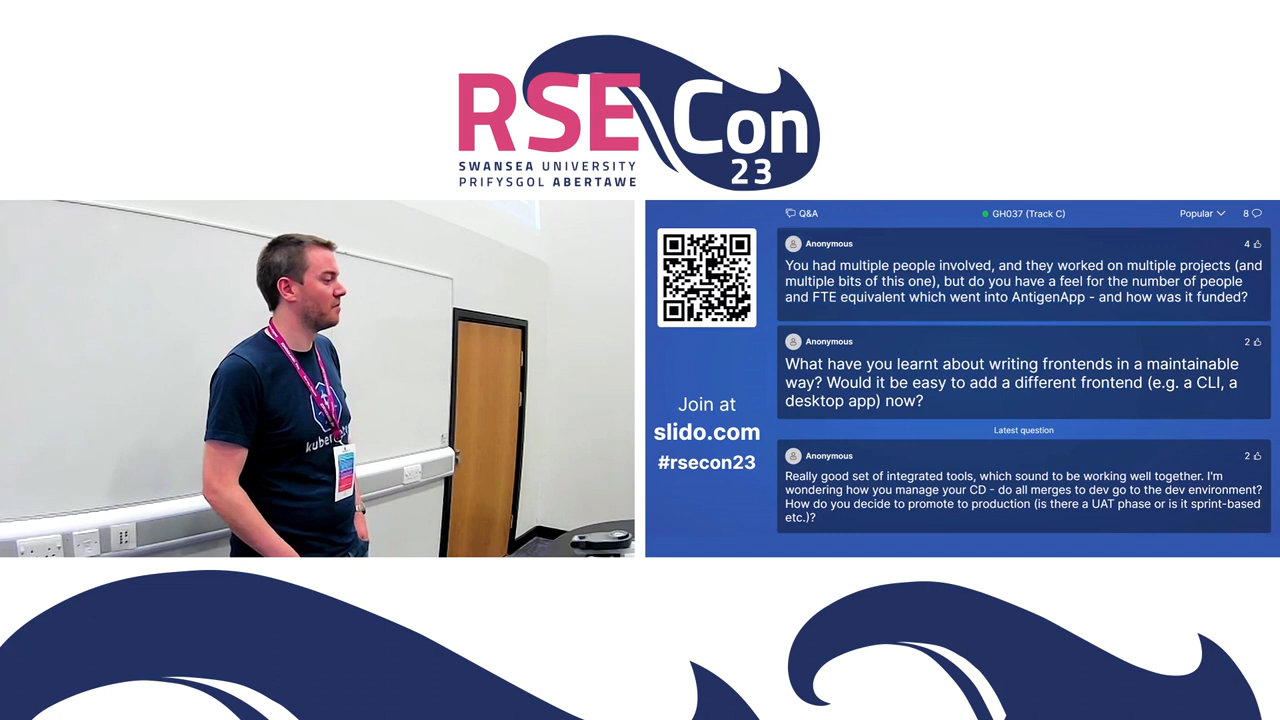 RSE Con
23
SWANSEA UNIVERSITY
PRIFYSGOL ABERTAWE
Q&A
GH037 (Track C)
Popular
8
Join at
slido.com
#rsecon23
Anonymous
4
You had multiple people involved, and they worked on multiple projects (and
multiple bits of this one), but do you have a feel for the number of people
and FTE equivalent which went into AntigenApp - and how was it funded?
Anonymous
2
What have you learnt about writing frontends in a maintainable
way? Would it be easy to add a different frontend (e.g. a CLI, a
desktop app) now?
Latest question
Anonymous
2
Really good set of integrated tools, which sound to be working well together. I'm
wondering how you manage your CD - do all merges to dev go to the dev environment?
How do you decide to promote to production (is there a UAT phase or is it sprint-based
etc.)?